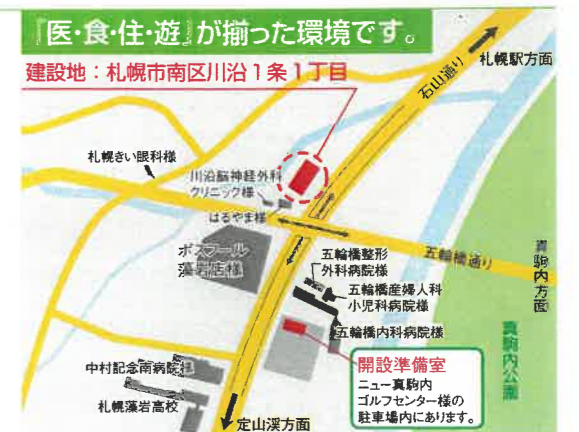 「医・食・住・遊」が揃った環境です。
建設地：札幌市南区川沿1条1丁目
石山通り
札幌駅方面
札幌きい眼科様
川沿脳神経外科
クリニック様
はるやま様
ボスフール
藻岩店様
五輪橋整形
外科病院様
五輪橋通り
真駒内方面
五輪橋産婦人科
小児科病院様
五輪橋内科病院様
真駒内公園
開設準備室
ニュー真駒内
ゴルフセンター様の
駐車場内にあります。
中村記念南病院様
札幌藻岩高校
定山渓方面